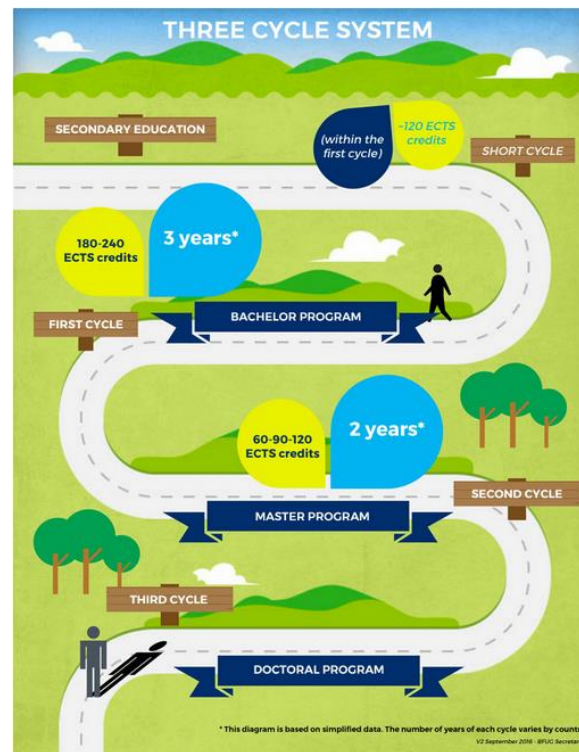 THREE CYCLE SYSTEM
SECONDARY EDUCATION
(within the
first cycle)
~120 ECTS
credits
SHORT CYCLE
180-240
ECTS credits
3 years*
BACHELOR PROGRAM
FIRST CYCLE
60-90-120
ECTS credits
2 years*
SECOND CYCLE
MASTER PROGRAM
THIRD CYCLE
DOCTORAL PROGRAM
* This diagram is based on simplified data. The number of years of each cycle varies by countr
V2 September 2016 - BFUG Secretar